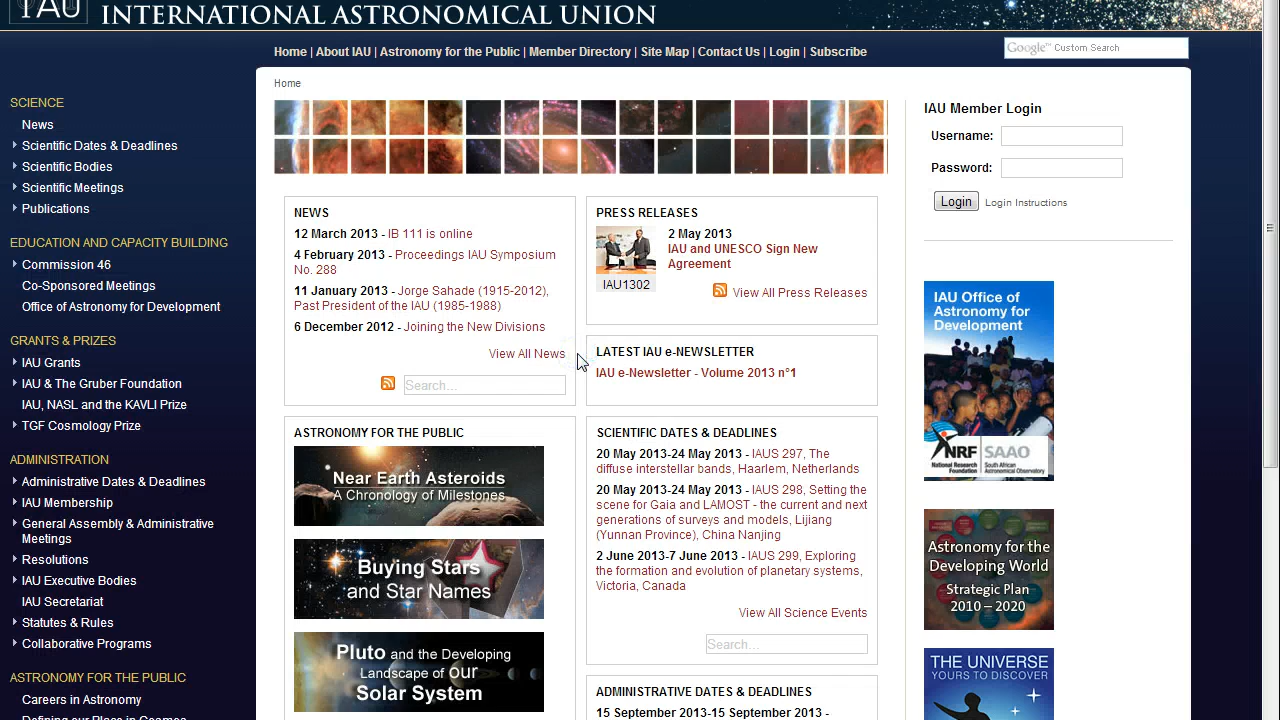 IAU INTERNATIONAL ASTRONOMICAL UNION
Home | About IAU | Astronomy for the Public | Member Directory | Site Map | Contact Us | Login | Subscribe
Google™ Custom Search
SCIENCE
News
Scientific Dates & Deadlines
Scientific Bodies
Scientific Meetings
Publications
EDUCATION AND CAPACITY BUILDING
Commission 46
Co-Sponsored Meetings
Office of Astronomy for Development
GRANTS & PRIZES
IAU Grants
IAU & The Gruber Foundation
IAU, NASL and the KAVLI Prize
TGF Cosmology Prize
ADMINISTRATION
Administrative Dates & Deadlines
IAU Membership
General Assembly & Administrative
Meetings
Resolutions
IAU Executive Bodies
IAU Secretariat
Statutes & Rules
Collaborative Programs
ASTRONOMY FOR THE PUBLIC
Careers in Astronomy
Defining our Place in Cosmos
Home
NEWS
12 March 2013 - IB 111 is online
4 February 2013 - Proceedings IAU Symposium
No. 288
11 January 2013 - Jorge Sahade (1915-2012),
Past President of the IAU (1985-1988)
6 December 2012 - Joining the New Divisions
View All News
Search...
PRESS RELEASES
2 May 2013
IAU and UNESCO Sign New
Agreement
IAU1302
View All Press Releases
LATEST IAU e-NEWSLETTER
IAU e-Newsletter - Volume 2013 n°1
ASTRONOMY FOR THE PUBLIC
Near Earth Asteroids
A Chronology of Milestones
Buying Stars
and Star Names
Pluto and the Developing
Landscape of our
Solar System
SCIENTIFIC DATES & DEADLINES
20 May 2013-24 May 2013 - IAUS 297, The
diffuse interstellar bands, Haarlem, Netherlands
20 May 2013-24 May 2013 - IAUS 298, Setting the
scene for Gaia and LAMOST - the current and next
generations of surveys and models, Lijiang
(Yunnan Province), China Nanjing
2 June 2013-7 June 2013 - IAUS 299, Exploring
the formation and evolution of planetary systems,
Victoria, Canada
View All Science Events
Search...
ADMINISTRATIVE DATES & DEADLINES
15 September 2013-15 September 2013 -
IAU Member Login
Username:
Password:
Login
Login Instructions
IAU Office of
Astronomy for
Development
NRF
National Research
Foundation
SAAO
South African
Astronomical Observatory
Astronomy for the
Developing World
Strategic Plan
2010 – 2020
THE UNIVERSE
YOURS TO DISCOVER